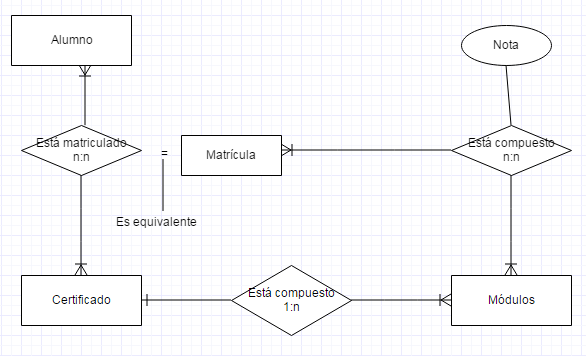 Alumno
Nota
Está matriculado
n:n
=
Matrícula
Está compuesto
n:n
Es equivalente
Certificado
Está compuesto
1:n
Módulos